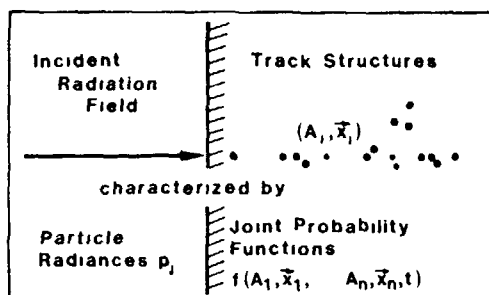 Incident
Radiation
Field
Track Structures
(A_i, x⃗_i)
characterized by
Particle
Radiances p_j
Joint Probability
Functions
f(A_1, x⃗_1, A_n, x⃗_n, t)